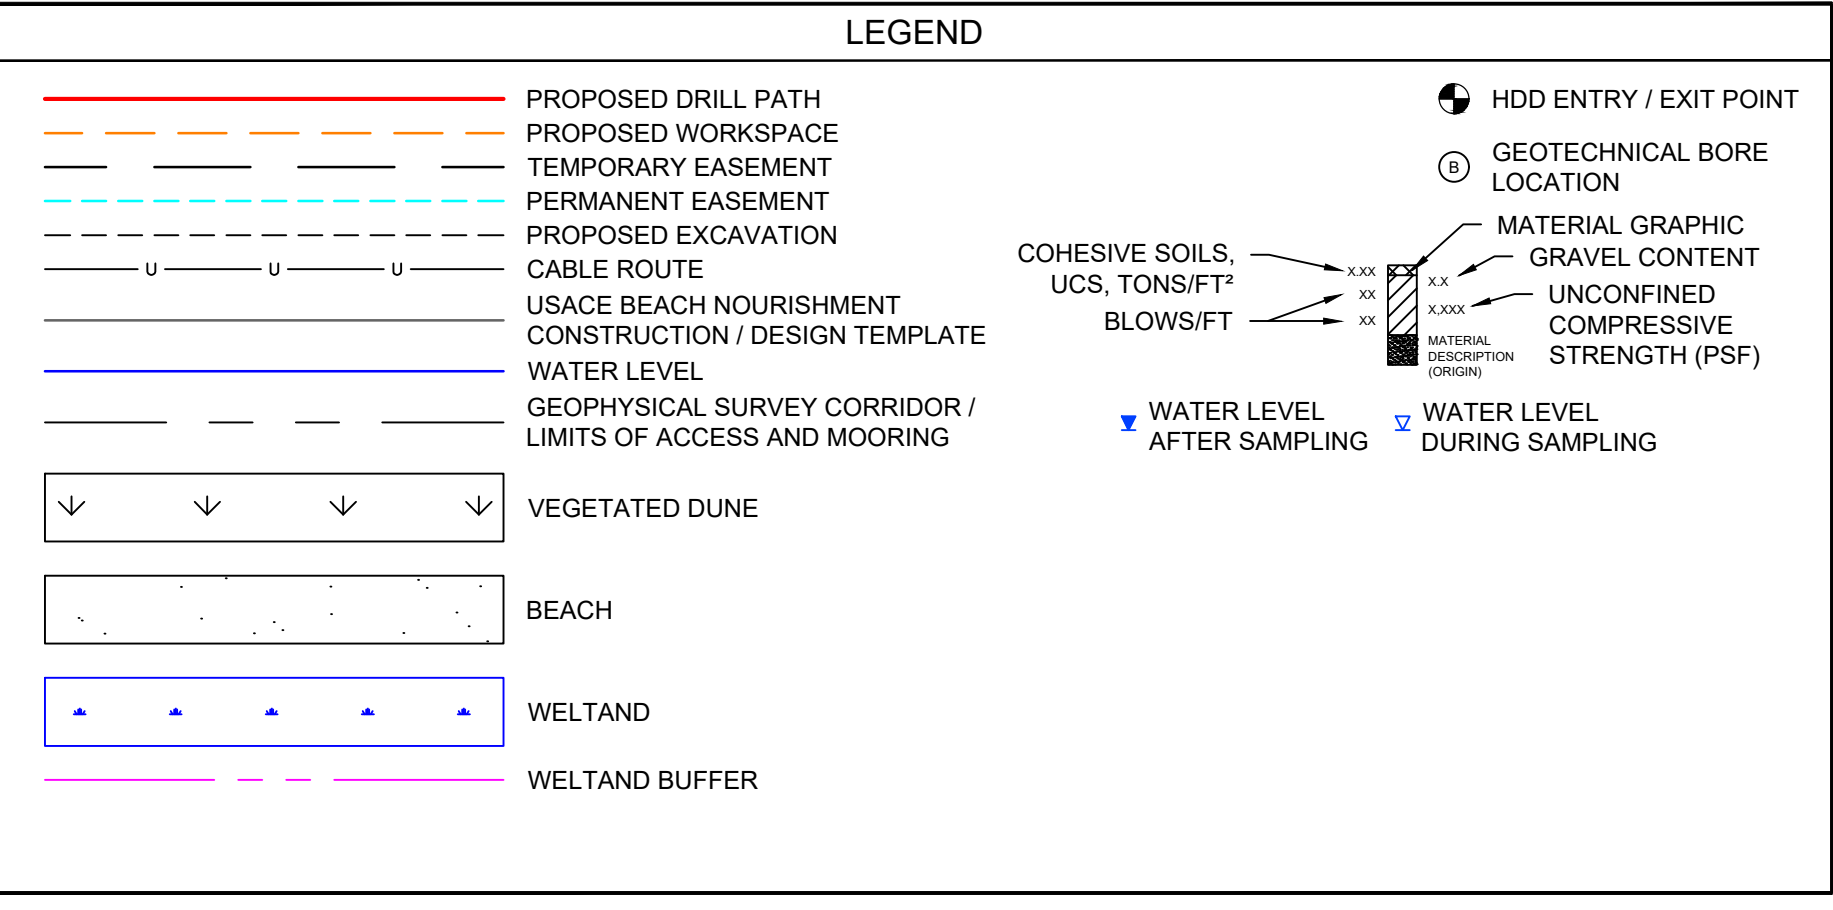 LEGEND
PROPOSED DRILL PATH
PROPOSED WORKSPACE
TEMPORARY EASEMENT
PERMANENT EASEMENT
PROPOSED EXCAVATION
U U U
CABLE ROUTE
USACE BEACH NOURISHMENT
CONSTRUCTION / DESIGN TEMPLATE
WATER LEVEL
GEOPHYSICAL SURVEY CORRIDOR /
LIMITS OF ACCESS AND MOORING
VEGETATED DUNE
BEACH
WELTAND
WELTAND BUFFER
HDD ENTRY / EXIT POINT
B
GEOTECHNICAL BORE
LOCATION
COHESIVE SOILS,
UCS, TONS/FT²
BLOWS/FT
X.XX
XX
XX
X.X
X,XXX
MATERIAL
DESCRIPTION
(ORIGIN)
MATERIAL GRAPHIC
GRAVEL CONTENT
UNCONFINED
COMPRESSIVE
STRENGTH (PSF)
WATER LEVEL
AFTER SAMPLING
WATER LEVEL
DURING SAMPLING